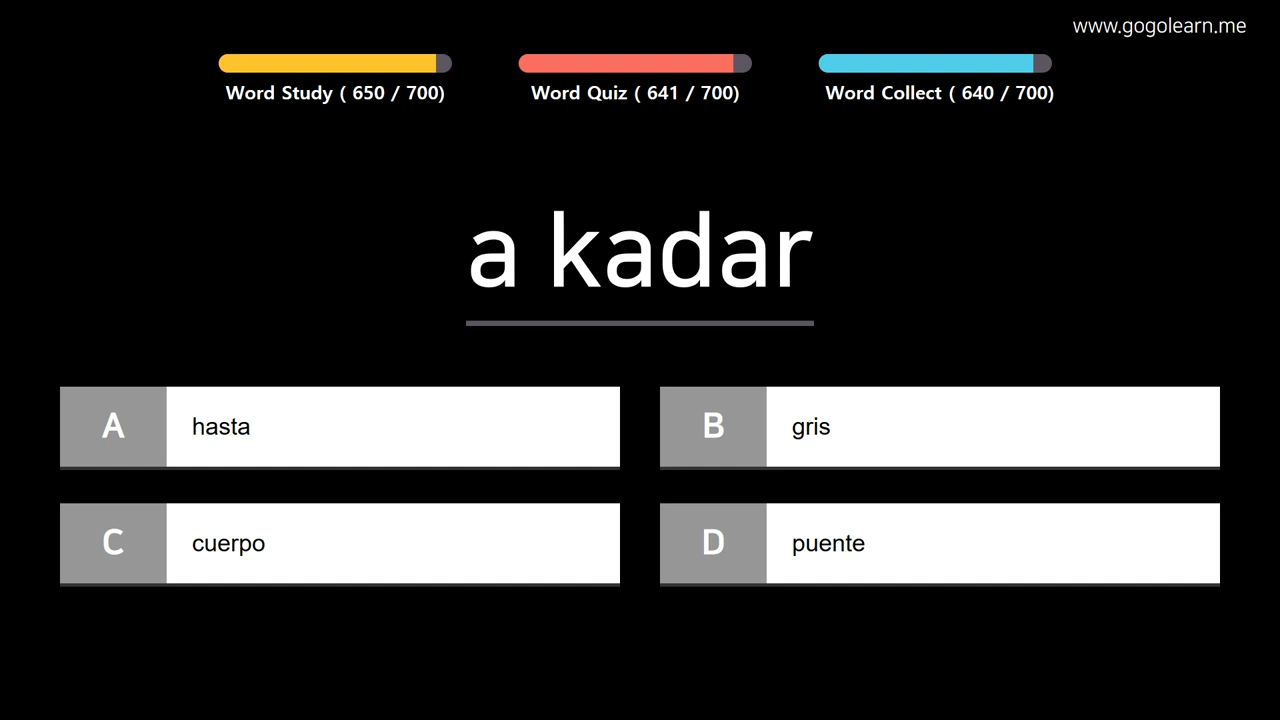 www.gogolearn.me
Word Study ( 650 / 700)
Word Quiz ( 641 / 700)
Word Collect ( 640 / 700)
a kadar
A hasta
B gris
C cuerpo
D puente